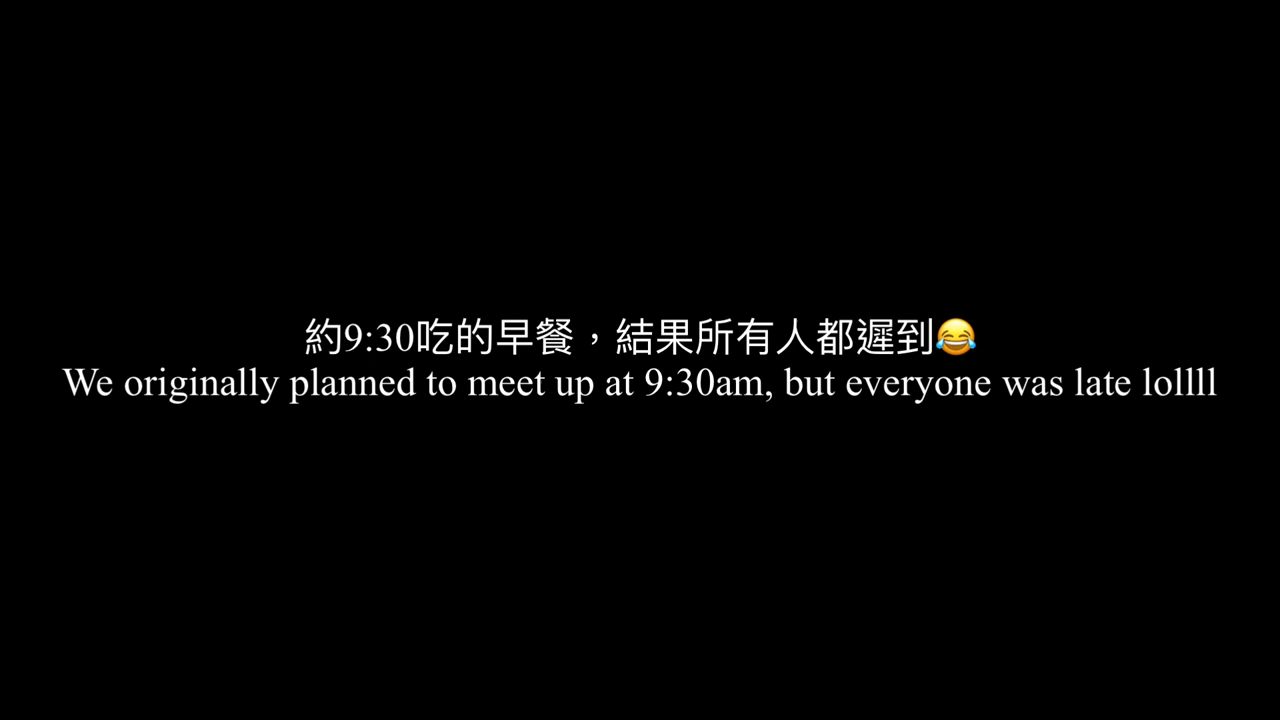 約9:30吃的早餐，結果所有人都遲到😂
We originally planned to meet up at 9:30am, but everyone was late lollll